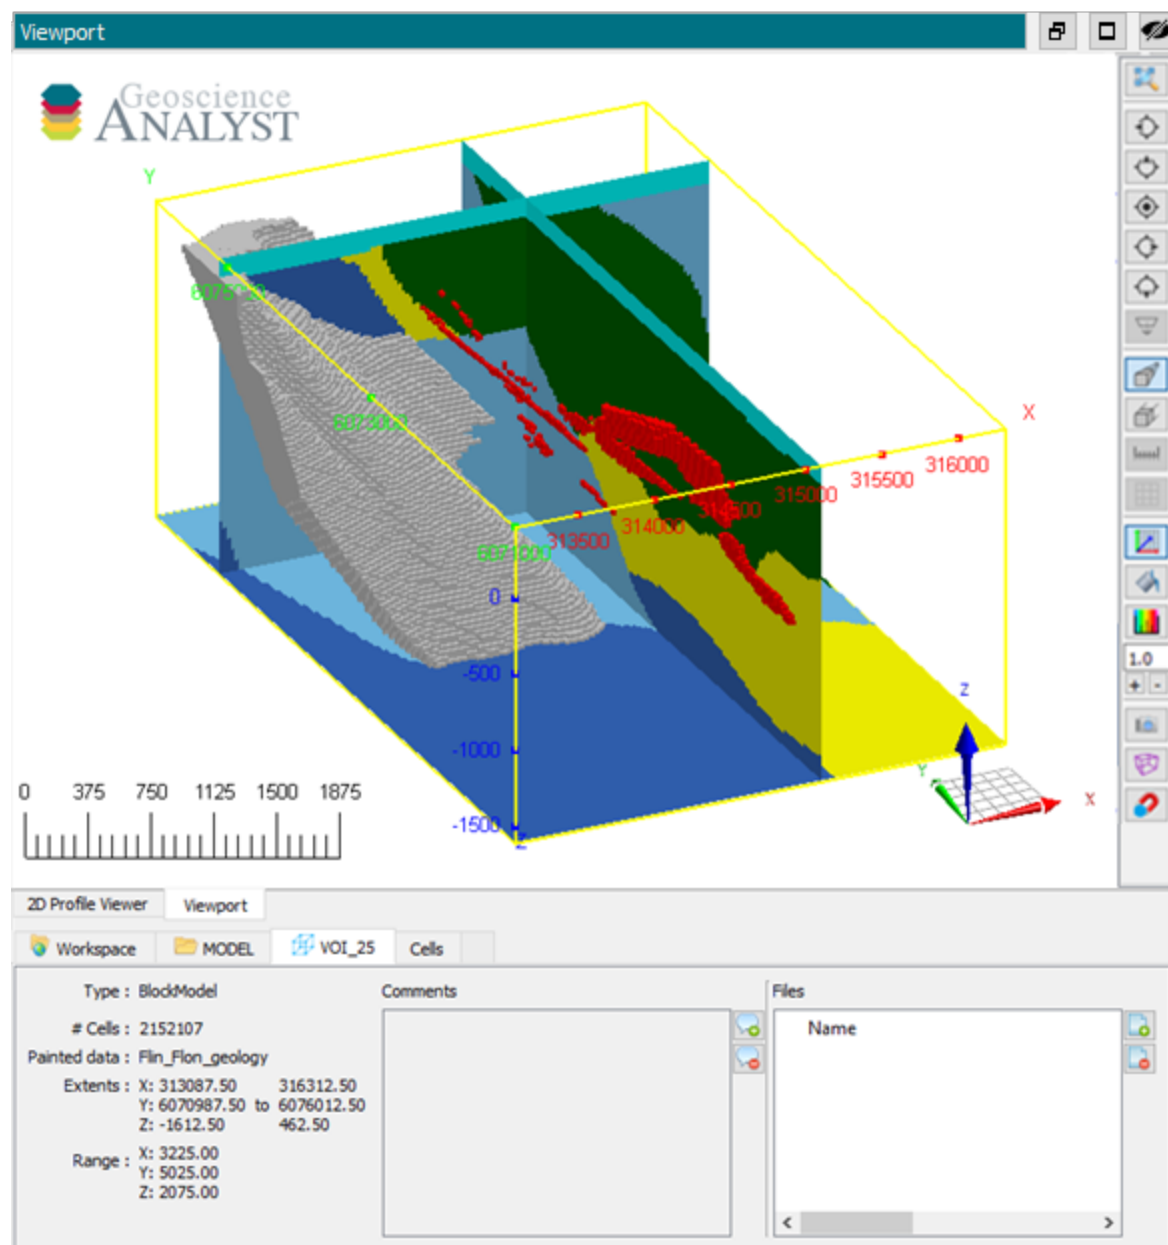 Viewport
Geoscience
ANALYST
Y
X
316000
315500
315000
314000
313500
6073000
6071000
0
-500
-1000
-1500
Z
Z
Y
X
1.0
+ -
0 375 750 1125 1500 1875
2D Profile Viewer Viewport
Workspace MODEL VOI_25 Cells
Type : BlockModel
Comments
Files
Name
# Cells : 2152107
Painted data : Flin_Flon_geology
Extents : X: 313087.50 316312.50
Y: 6070987.50 to 6076012.50
Z: -1612.50 462.50
Range : X: 3225.00
Y: 5025.00
Z: 2075.00